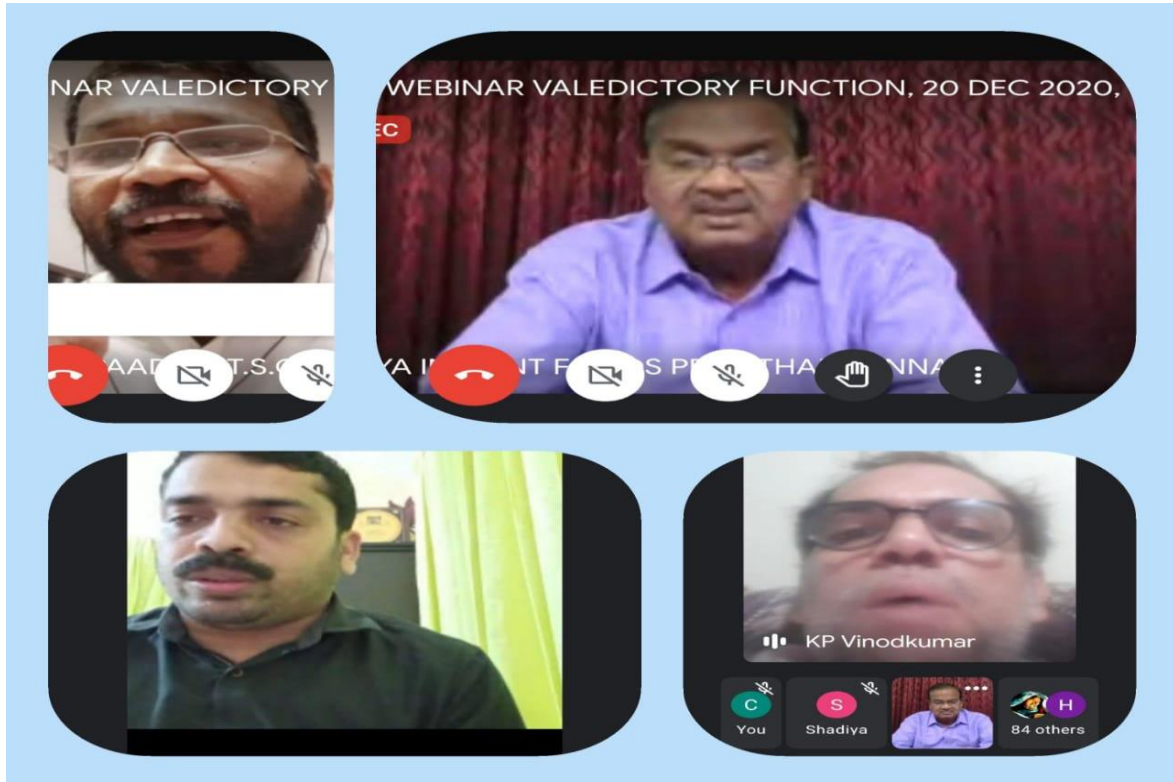 NAR VALEDICTORY
WEBINAR VALEDICTORY FUNCTION, 20 DEC 2020,
EC
T.S.
KP Vinodkumar
C
S
H
You
Shadiya
84 others